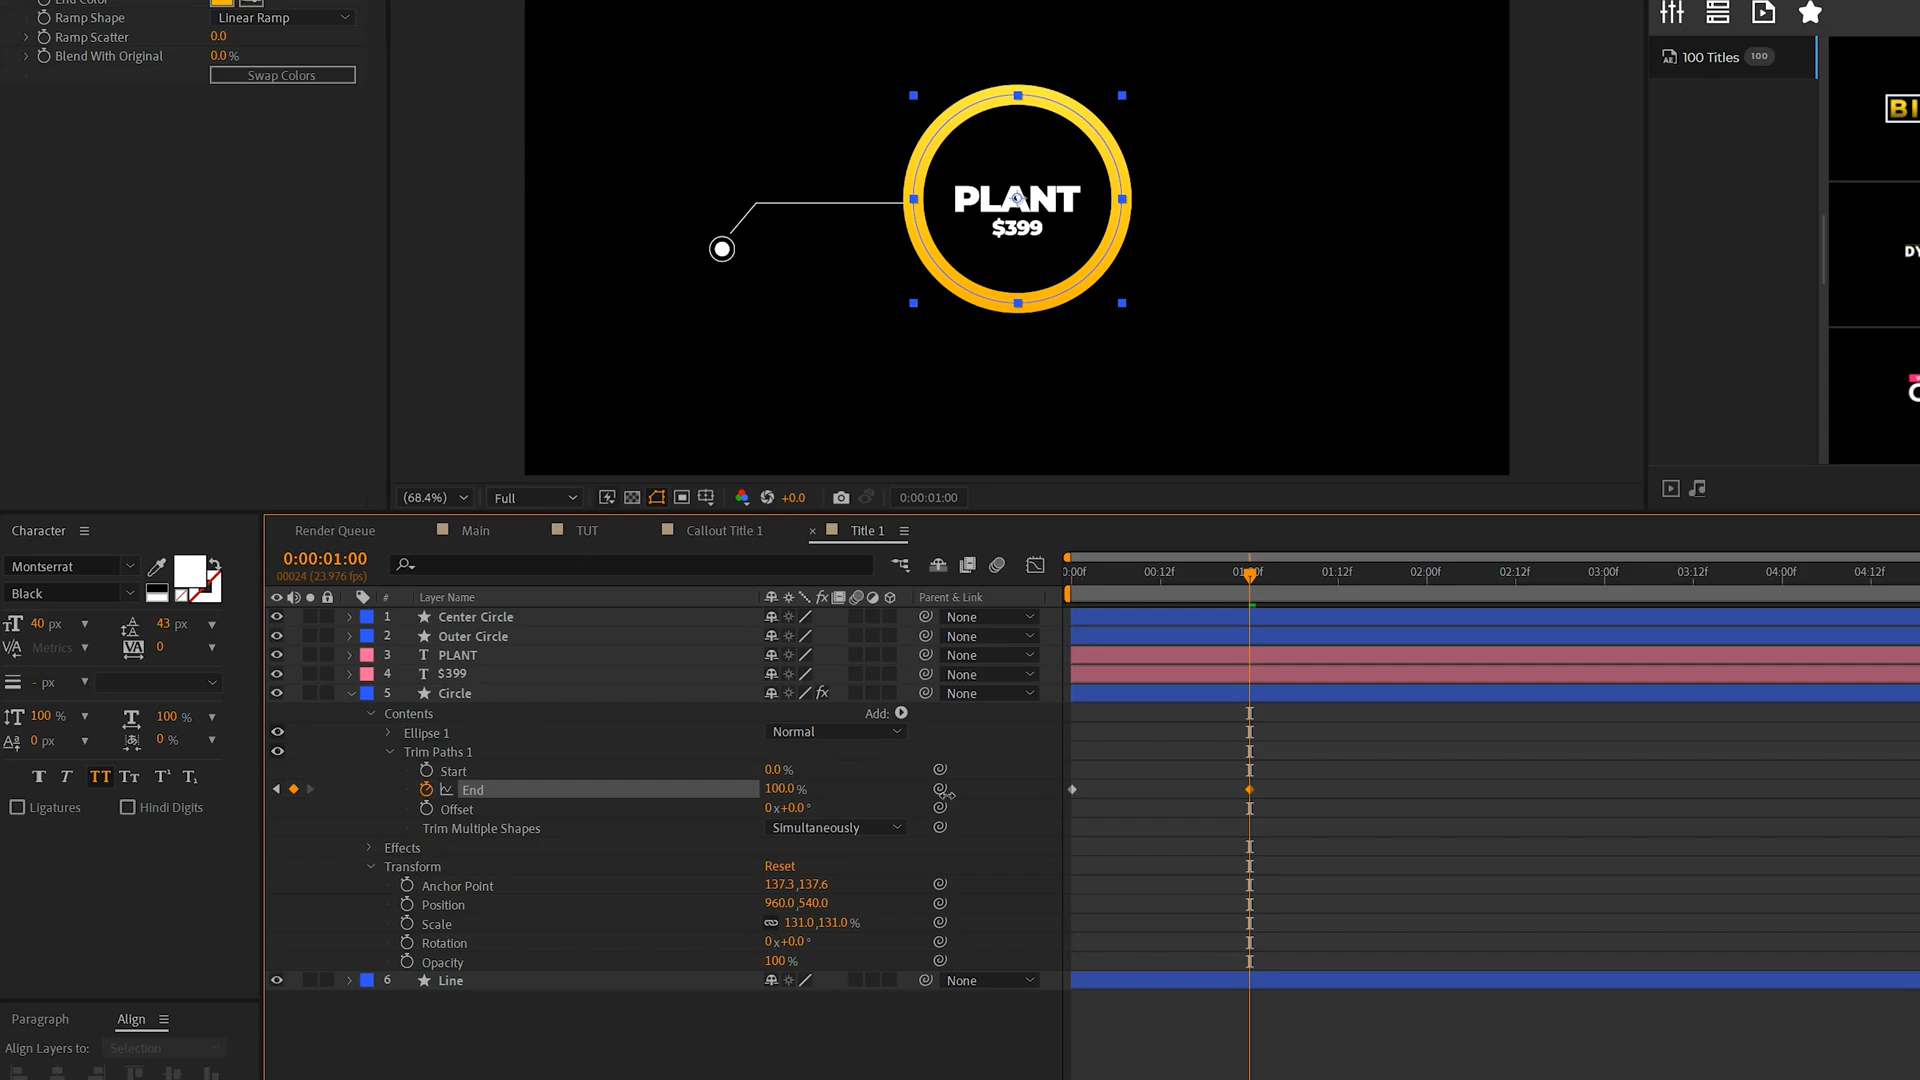 Ramp Shape Linear Ramp
Ramp Scatter 0.0
Blend With Original 0.0 %
Swap Colors
PLANT
$399
100 Titles 100
(68.4%) Full +0.0 0:00:01:00
Character
Montserrat
Black
40 px 43 px
Metrics 0
- px
100 % 100 %
0 px 0 %
Ligatures Hindi Digits
Paragraph Align
Align Layers to: Selection
Render Queue Main TUT Callout Title 1 × Title 1
0:00:01:00
00024 (23.976 fps)
# Layer Name Parent & Link
1 Center Circle None
2 Outer Circle None
3 T PLANT None
4 T $399 None
5 Circle fx None
Contents Add:
Ellipse 1 Normal
Trim Paths 1
Start 0.0 %
End 100.0 %
Offset 0 x+0.0 °
Trim Multiple Shapes Simultaneously
Effects
Transform Reset
Anchor Point 137.3,137.6
Position 960.0,540.0
Scale 131.0,131.0 %
Rotation 0 x+0.0 °
Opacity 100 %
6 Line None
00:12f 01:12f 02:00f 02:12f 03:00f 03:12f 04:00f 04:12f